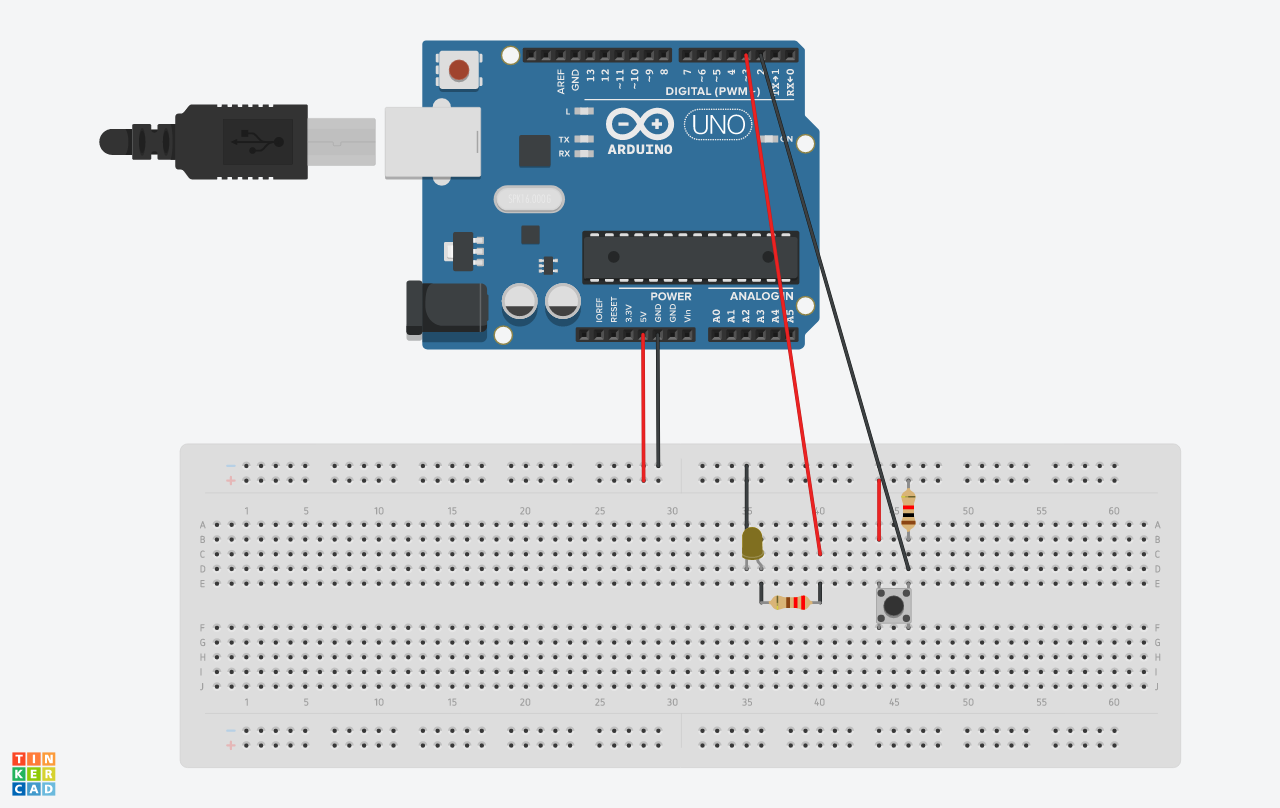 AREF GND 13 12 ~11 ~10 ~9 8 7 ~6 ~5 4 2 TX→1 RX←0
DIGITAL (PWM~)
L
UNO
TX
ON
RX
ARDUINO
POWER ANALOG IN
IOREF RESET 3.3V 5V GND GND Vin A0 A1 A2 A3 A4 A5
−
+
1 5 10 15 20 25 30 35 40 45 50 55 60
A A
B B
C C
D D
E E
F F
G G
H H
I I
J J
1 5 10 15 20 25 30 35 40 45 50 55 60
−
+
TIN
KER
CAD